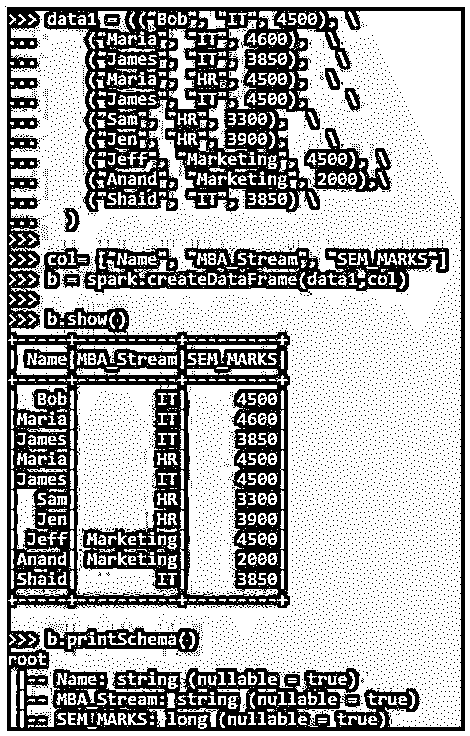 >>> data1 = (("Bob", "IT", 4500), \
...      ("Maria", "IT", 4600), \
...      ("James", "IT", 3850), \
...      ("Maria", "HR", 4500), \
...      ("James", "IT", 4500), \
...      ("Sam", "HR", 3300), \
...      ("Jen", "HR", 3900), \
...      ("Jeff", "Marketing", 4500), \
...      ("Anand", "Marketing", 2000),\
...      ("Shaid", "IT", 3850) \
...    )
>>>
>>> col= ["Name", "MBA_Stream", "SEM_MARKS"]
>>> b = spark.createDataFrame(data1,col)
>>>
>>> b.show()
+-----+----------+---------+
| Name|MBA_Stream|SEM_MARKS|
+-----+----------+---------+
|  Bob|        IT|     4500|
|Maria|        IT|     4600|
|James|        IT|     3850|
|Maria|        HR|     4500|
|James|        IT|     4500|
|  Sam|        HR|     3300|
|  Jen|        HR|     3900|
| Jeff| Marketing|     4500|
|Anand| Marketing|     2000|
|Shaid|        IT|     3850|
+-----+----------+---------+
>>> b.printSchema()
root
 |-- Name: string (nullable = true)
 |-- MBA_Stream: string (nullable = true)
 |-- SEM_MARKS: long (nullable = true)